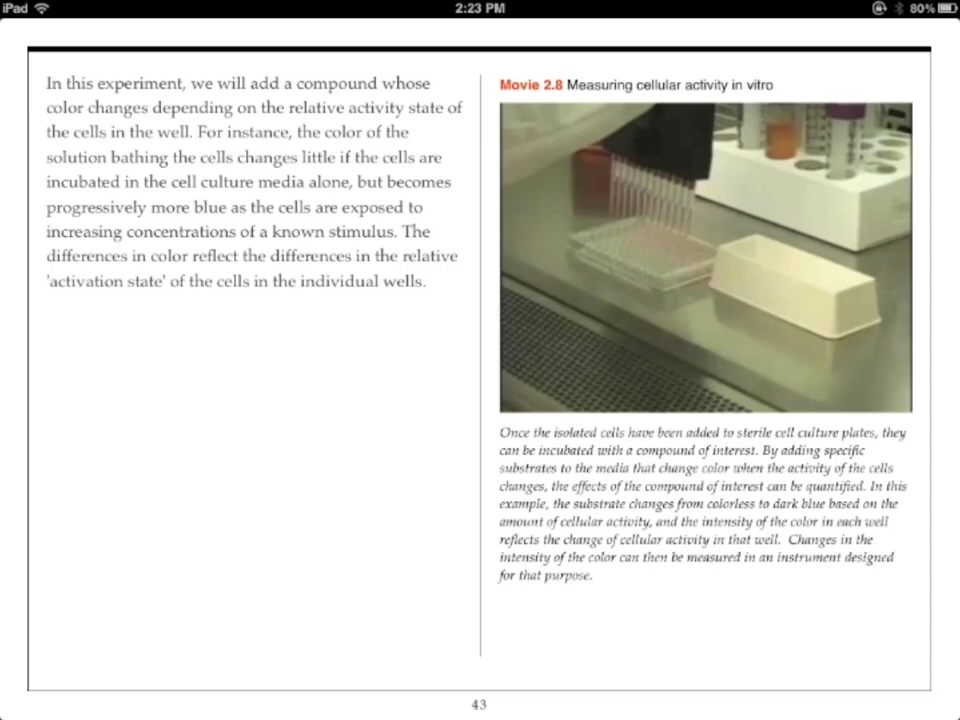 iPad
2:23 PM
80%
In this experiment, we will add a compound whose
color changes depending on the relative activity state of
the cells in the well. For instance, the color of the
solution bathing the cells changes little if the cells are
incubated in the cell culture media alone, but becomes
progressively more blue as the cells are exposed to
increasing concentrations of a known stimulus. The
differences in color reflect the differences in the relative
'activation state' of the cells in the individual wells.
Movie 2.8 Measuring cellular activity in vitro
Once the isolated cells have been added to sterile cell culture plates, they
can be incubated with a compound of interest. By adding specific
substrates to the media that change color when the activity of the cells
changes, the effects of the compound of interest can be quantified. In this
example, the substrate changes from colorless to dark blue based on the
amount of cellular activity, and the intensity of the color in each well
reflects the change of cellular activity in that well. Changes in the
intensity of the color can then be measured in an instrument designed
for that purpose.
43